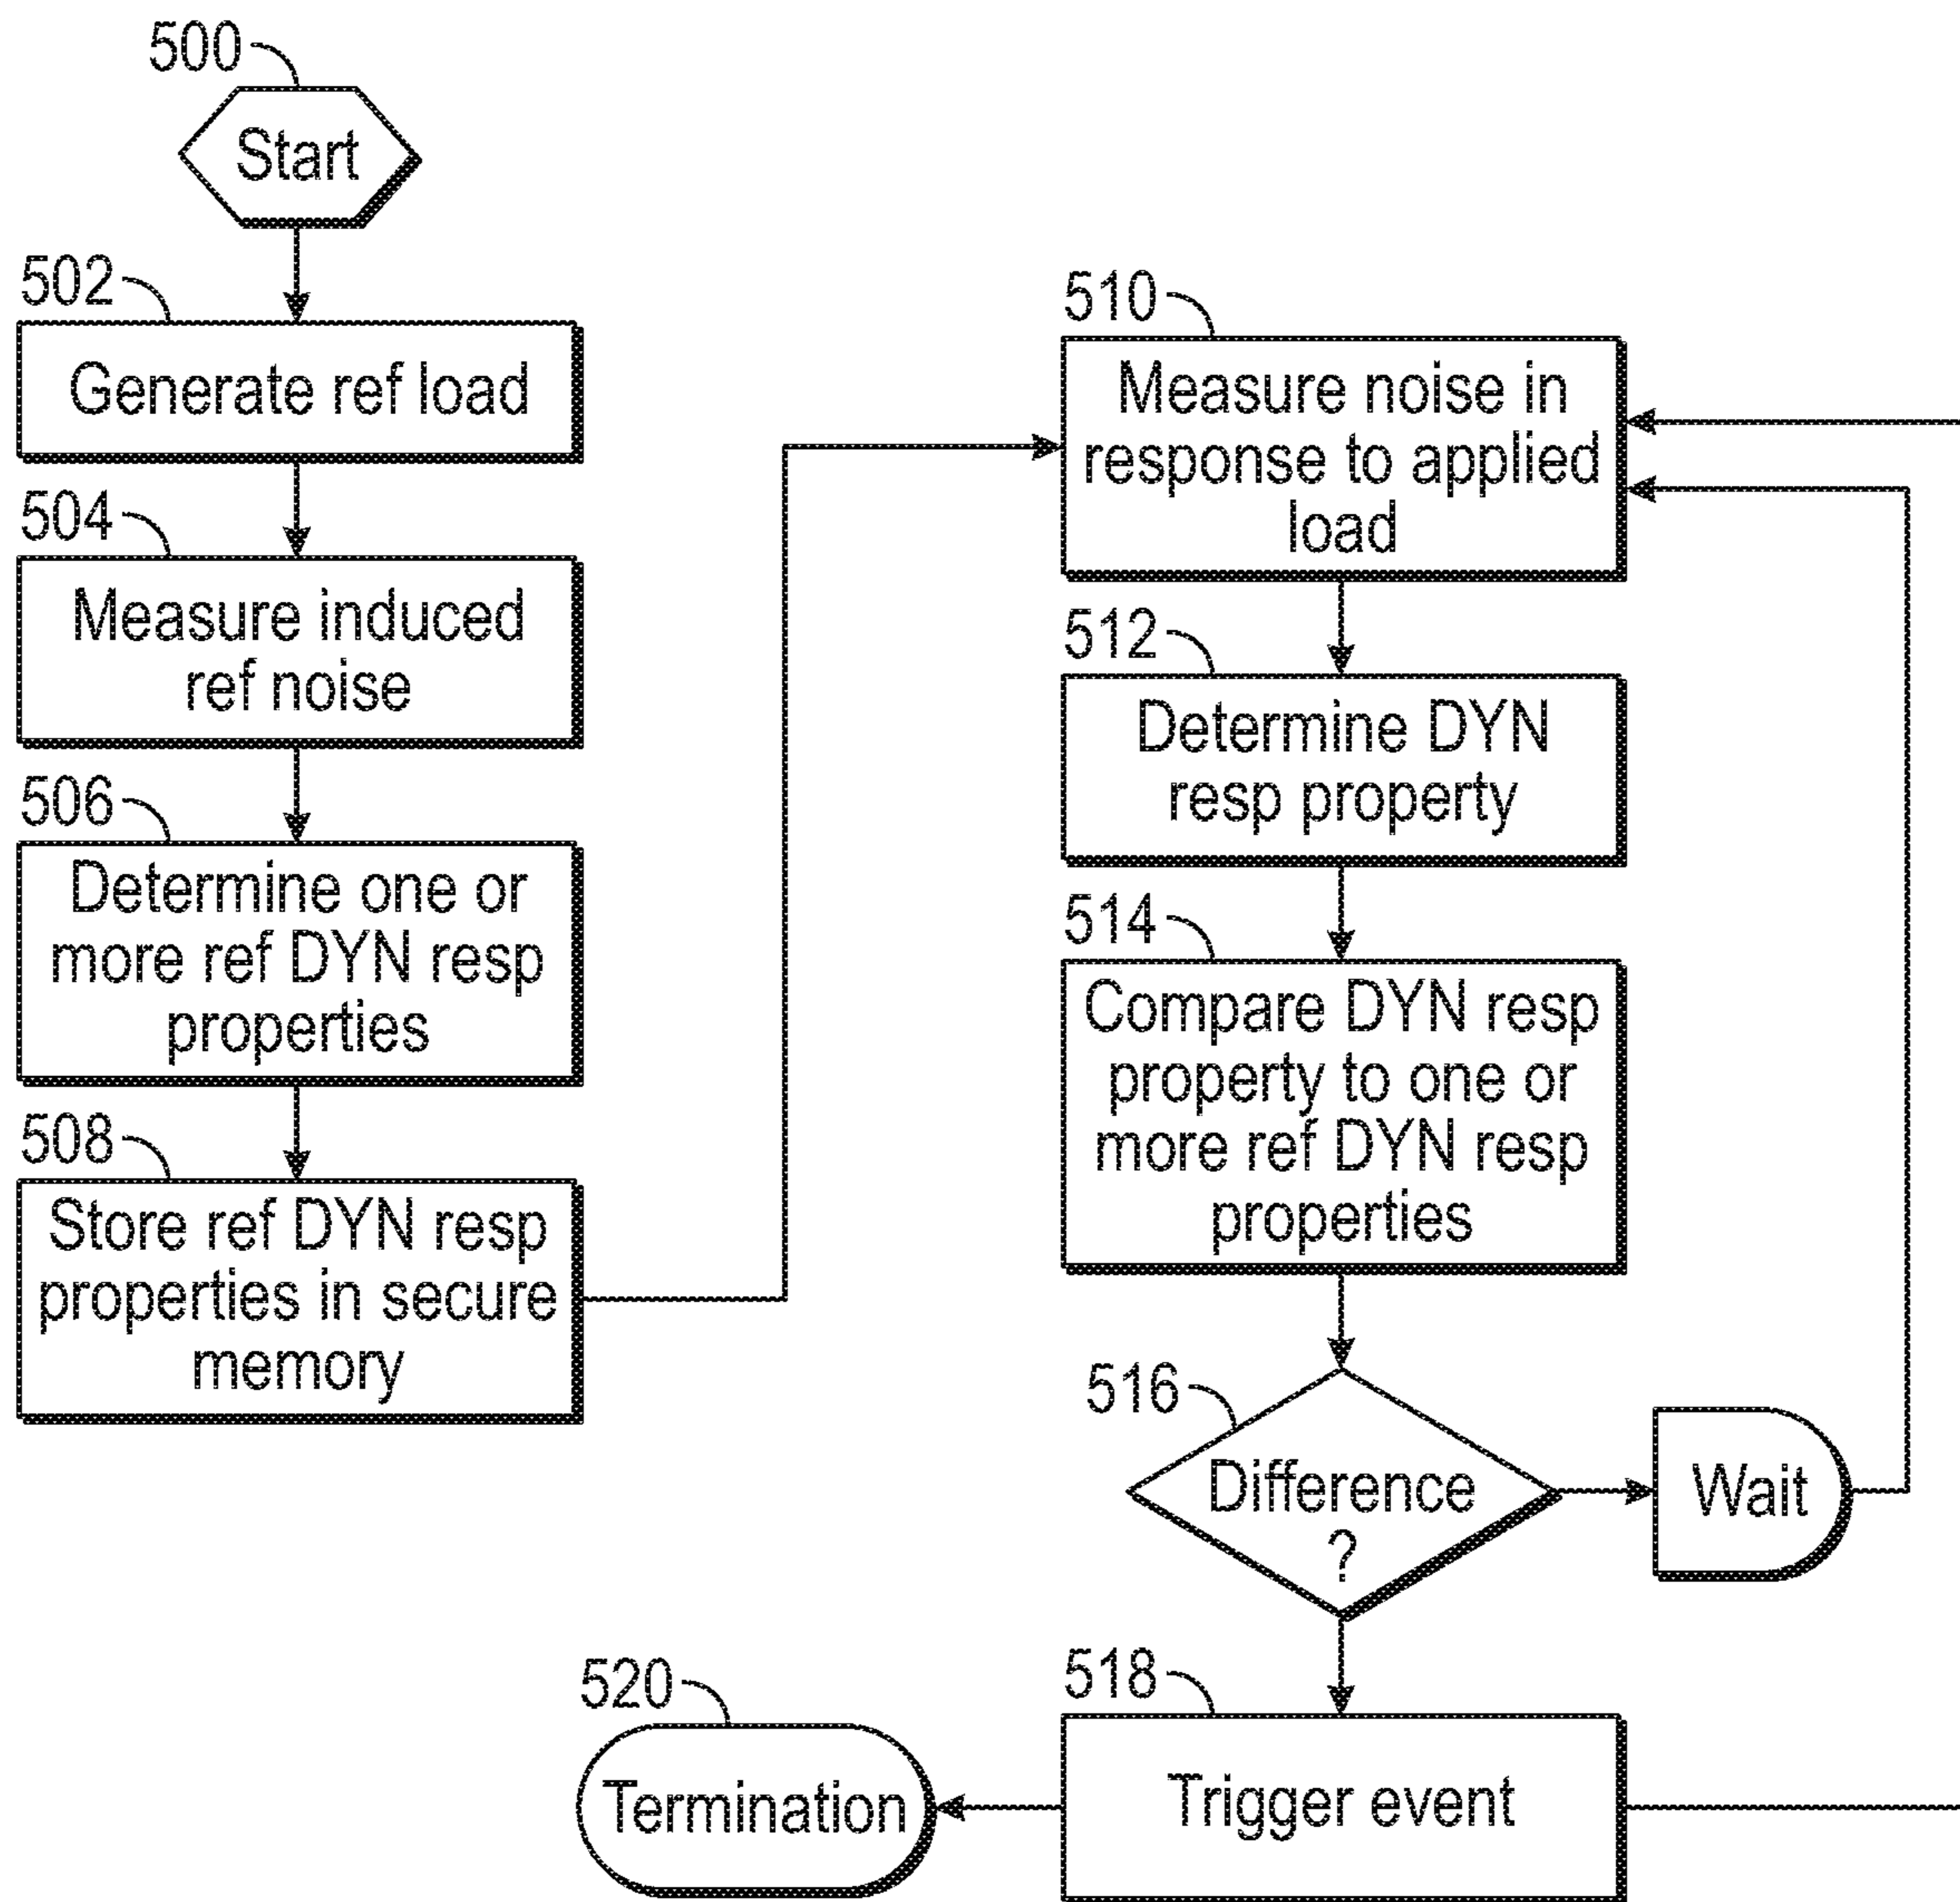 500
Start
502
Generate ref load
504
Measure induced
ref noise
506
Determine one or
more ref DYN resp
properties
508
Store ref DYN resp
properties in secure
memory
510
Measure noise in
response to applied
load
512
Determine DYN
resp property
514
Compare DYN resp
property to one or
more ref DYN resp
properties
516
Difference
?
Wait
518
Trigger event
520
Termination